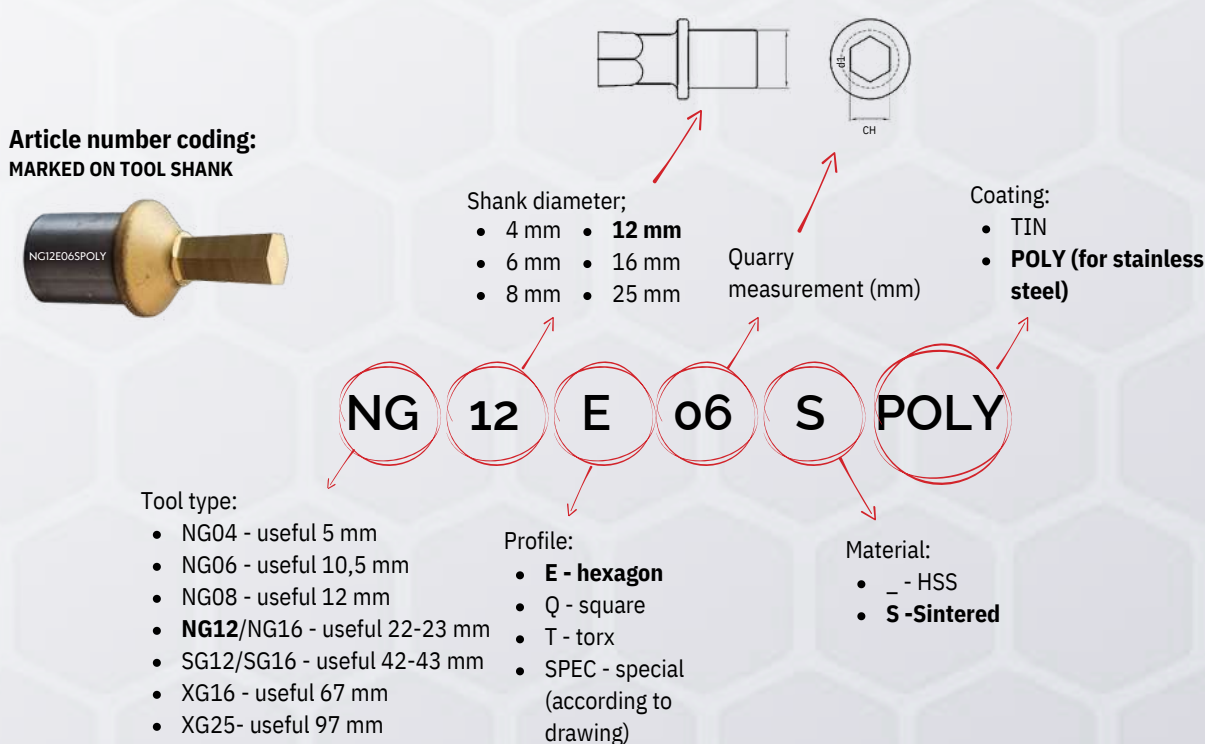 d1
CH
Article number coding:
MARKED ON TOOL SHANK
NG12E06SPOLY
Shank diameter;
• 4 mm • 12 mm
• 6 mm • 16 mm
• 8 mm • 25 mm
Quarry
measurement (mm)
Coating:
• TIN
• POLY (for stainless
steel)
NG 12 E 06 S POLY
Tool type:
• NG04 - useful 5 mm
• NG06 - useful 10,5 mm
• NG08 - useful 12 mm
• NG12/NG16 - useful 22-23 mm
• SG12/SG16 - useful 42-43 mm
• XG16 - useful 67 mm
• XG25- useful 97 mm
Profile:
• E - hexagon
• Q - square
• T - torx
• SPEC - special
(according to
drawing)
Material:
• _ - HSS
• S -Sintered